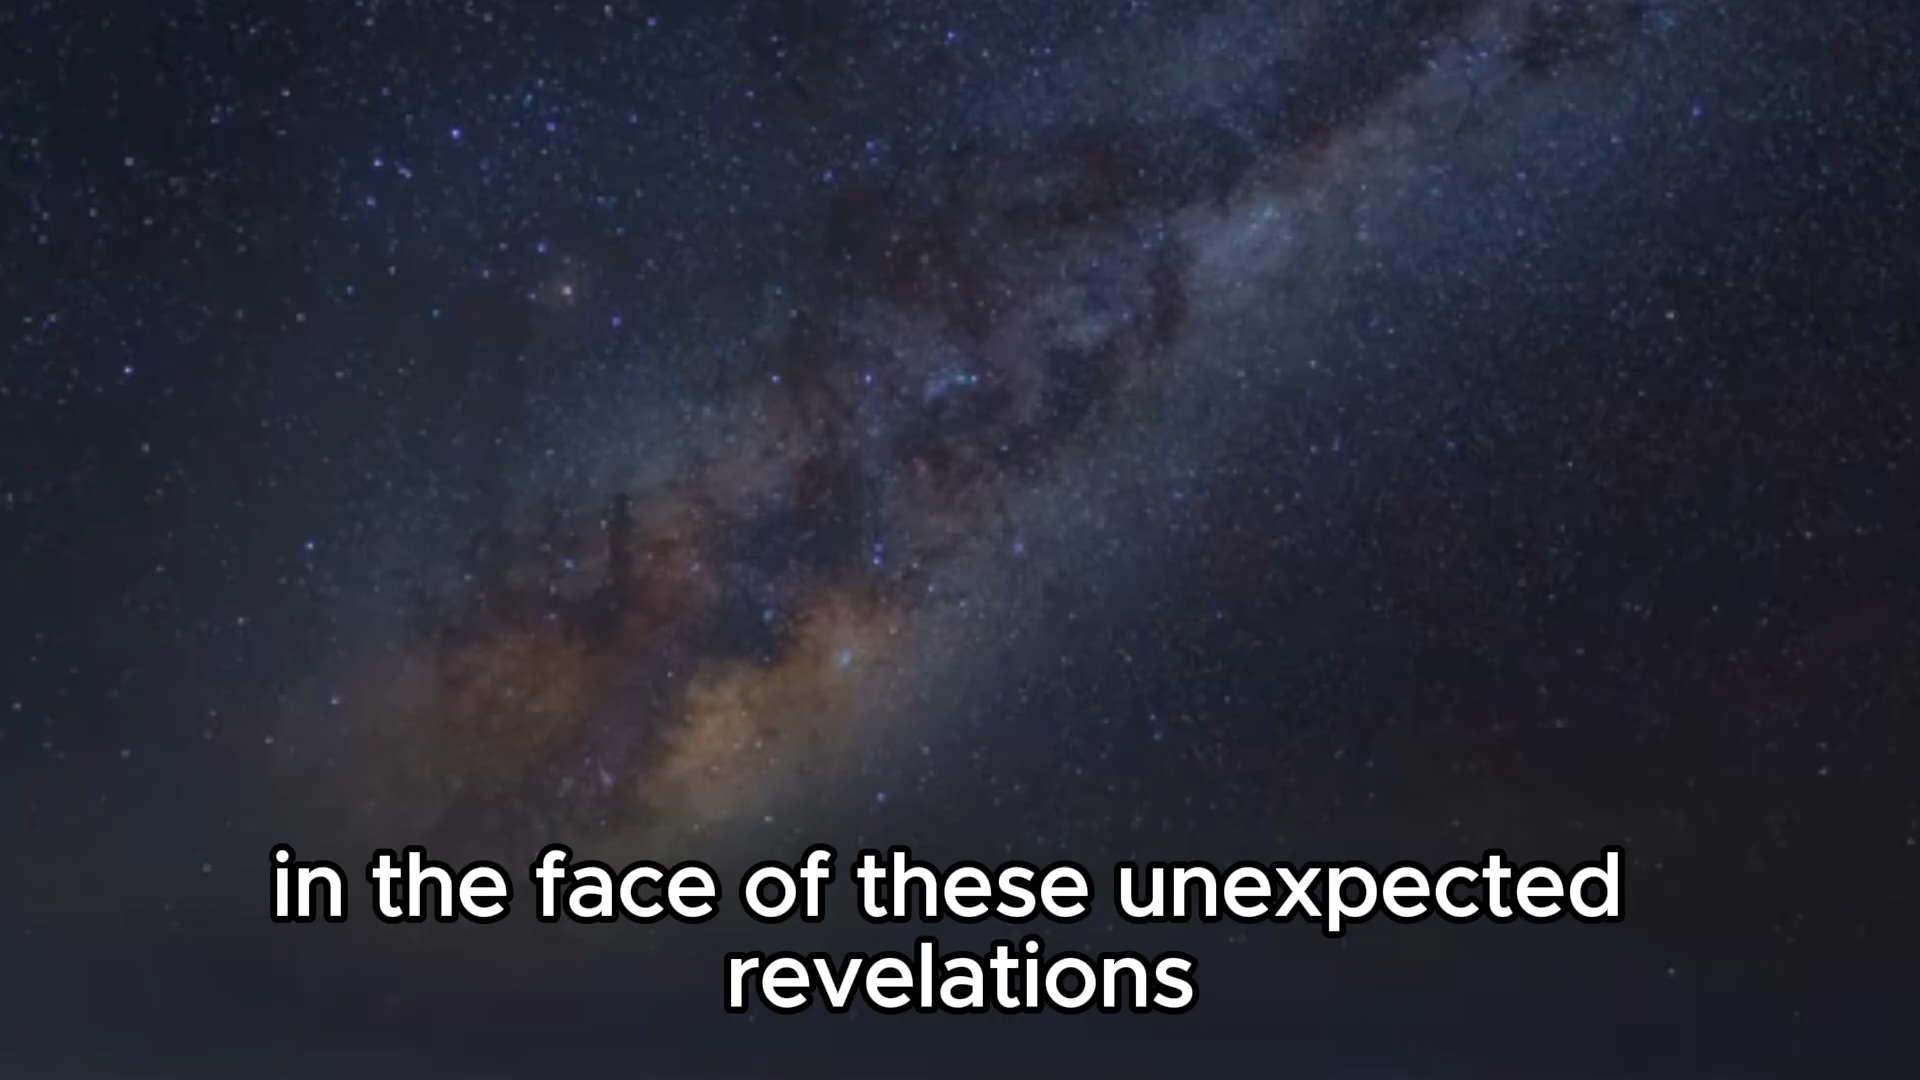 in the face of these unexpected
revelations